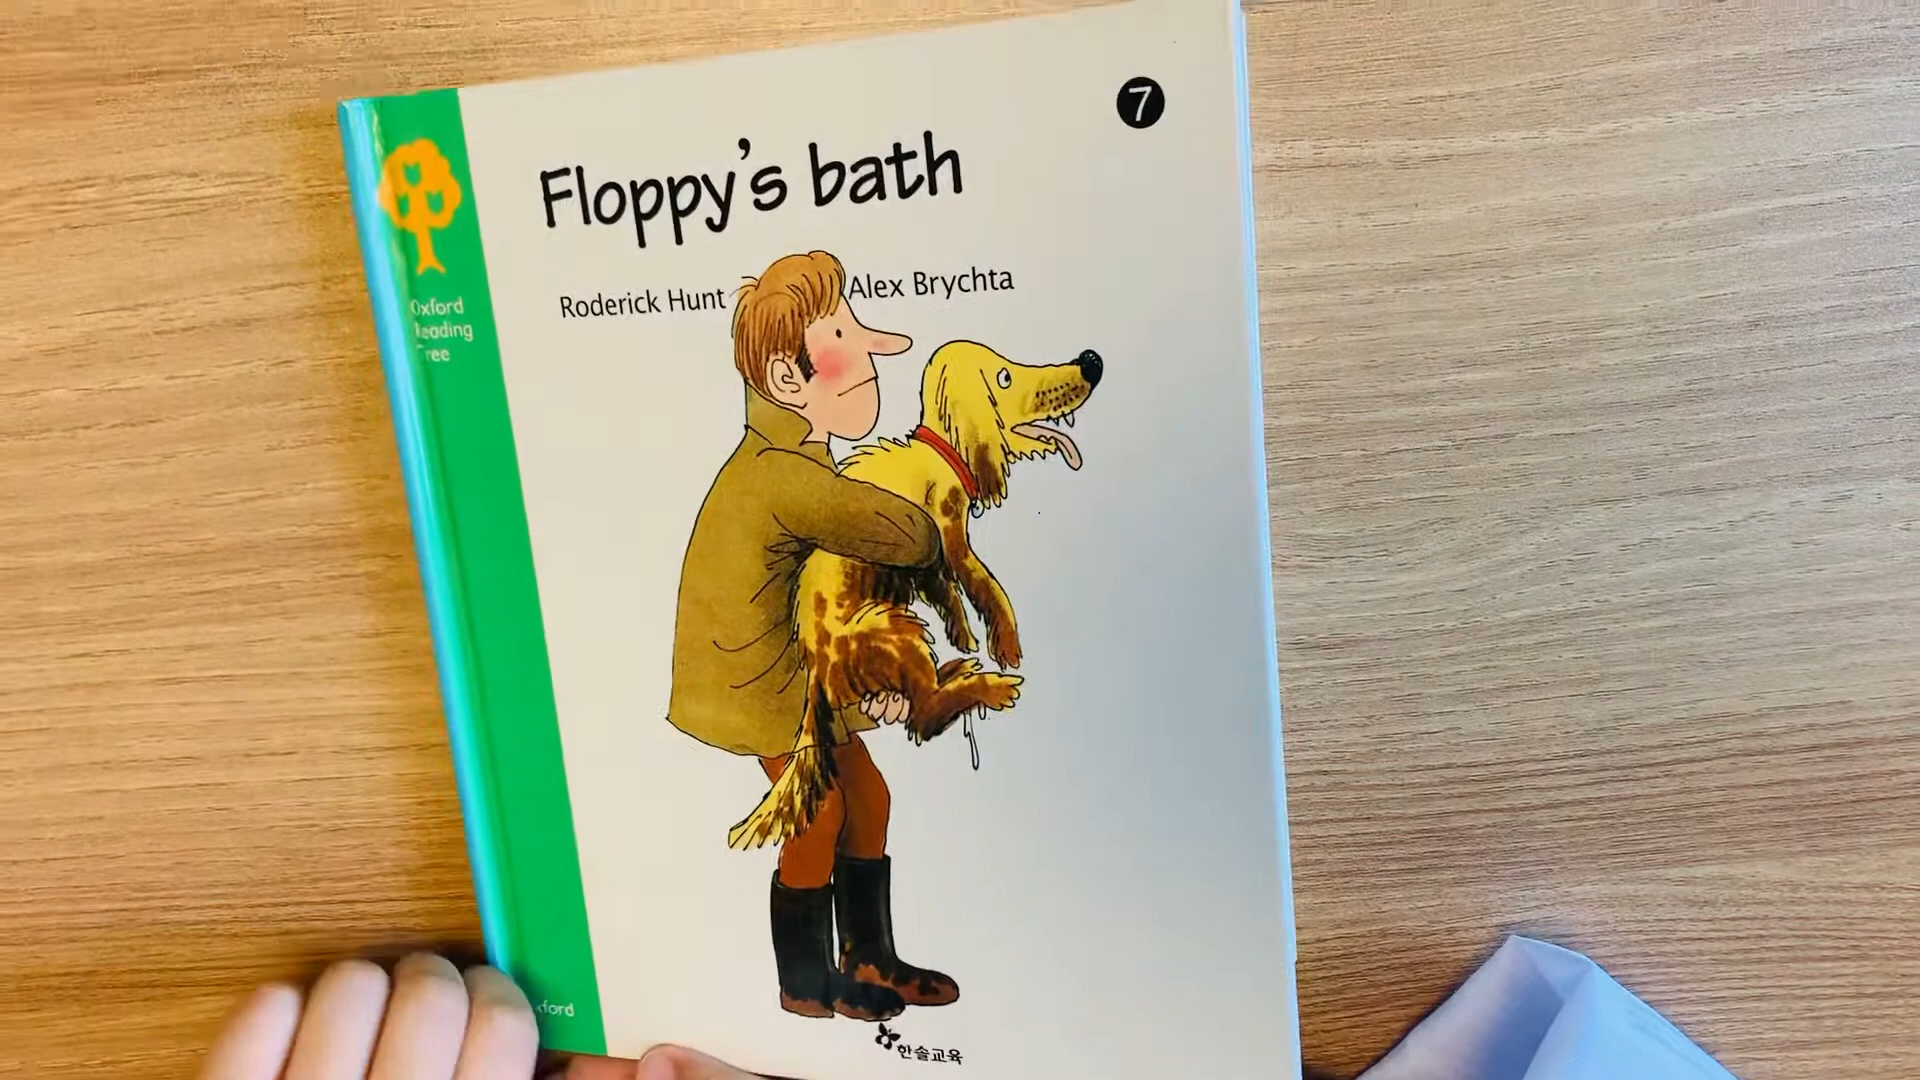 7
Floppy's bath
Roderick Hunt Alex Brychta
Oxford
Reading
Tree
한솔교육